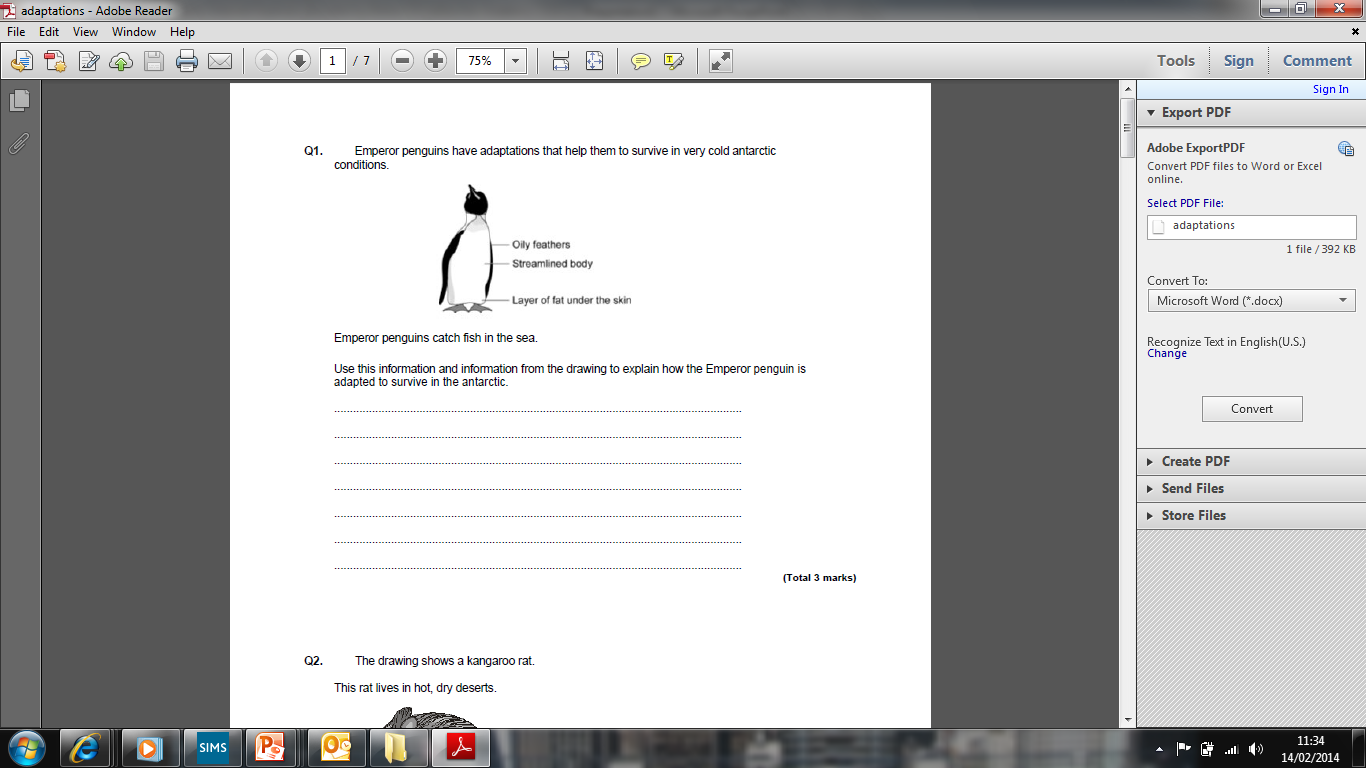 adaptations - Adobe Reader
File Edit View Window Help
1 / 7 75% Tools Sign Comment
Sign In
Export PDF
Adobe ExportPDF
Convert PDF files to Word or Excel
online.
Select PDF File:
adaptations
1 file / 392 KB
Convert To:
Microsoft Word (*.docx)
Recognize Text in English(U.S.)
Change
Convert
Create PDF
Send Files
Store Files
Q1. Emperor penguins have adaptations that help them to survive in very cold antarctic
conditions.
Oily feathers
Streamlined body
Layer of fat under the skin
Emperor penguins catch fish in the sea.
Use this information and information from the drawing to explain how the Emperor penguin is
adapted to survive in the antarctic.
(Total 3 marks)
Q2. The drawing shows a kangaroo rat.
This rat lives in hot, dry deserts.
SIMS
11:34
14/02/2014